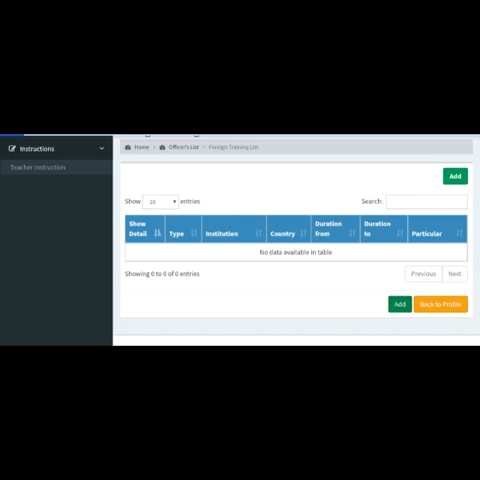 Instructions
Teacher Instruction
Home > Officer's List > Foreign Training List
Add
Show 10 entries Search:
Show Detail Type Institution Country Duration from Duration to Particular
No data available in table
Showing 0 to 0 of 0 entries
Previous Next
Add Back to Profile